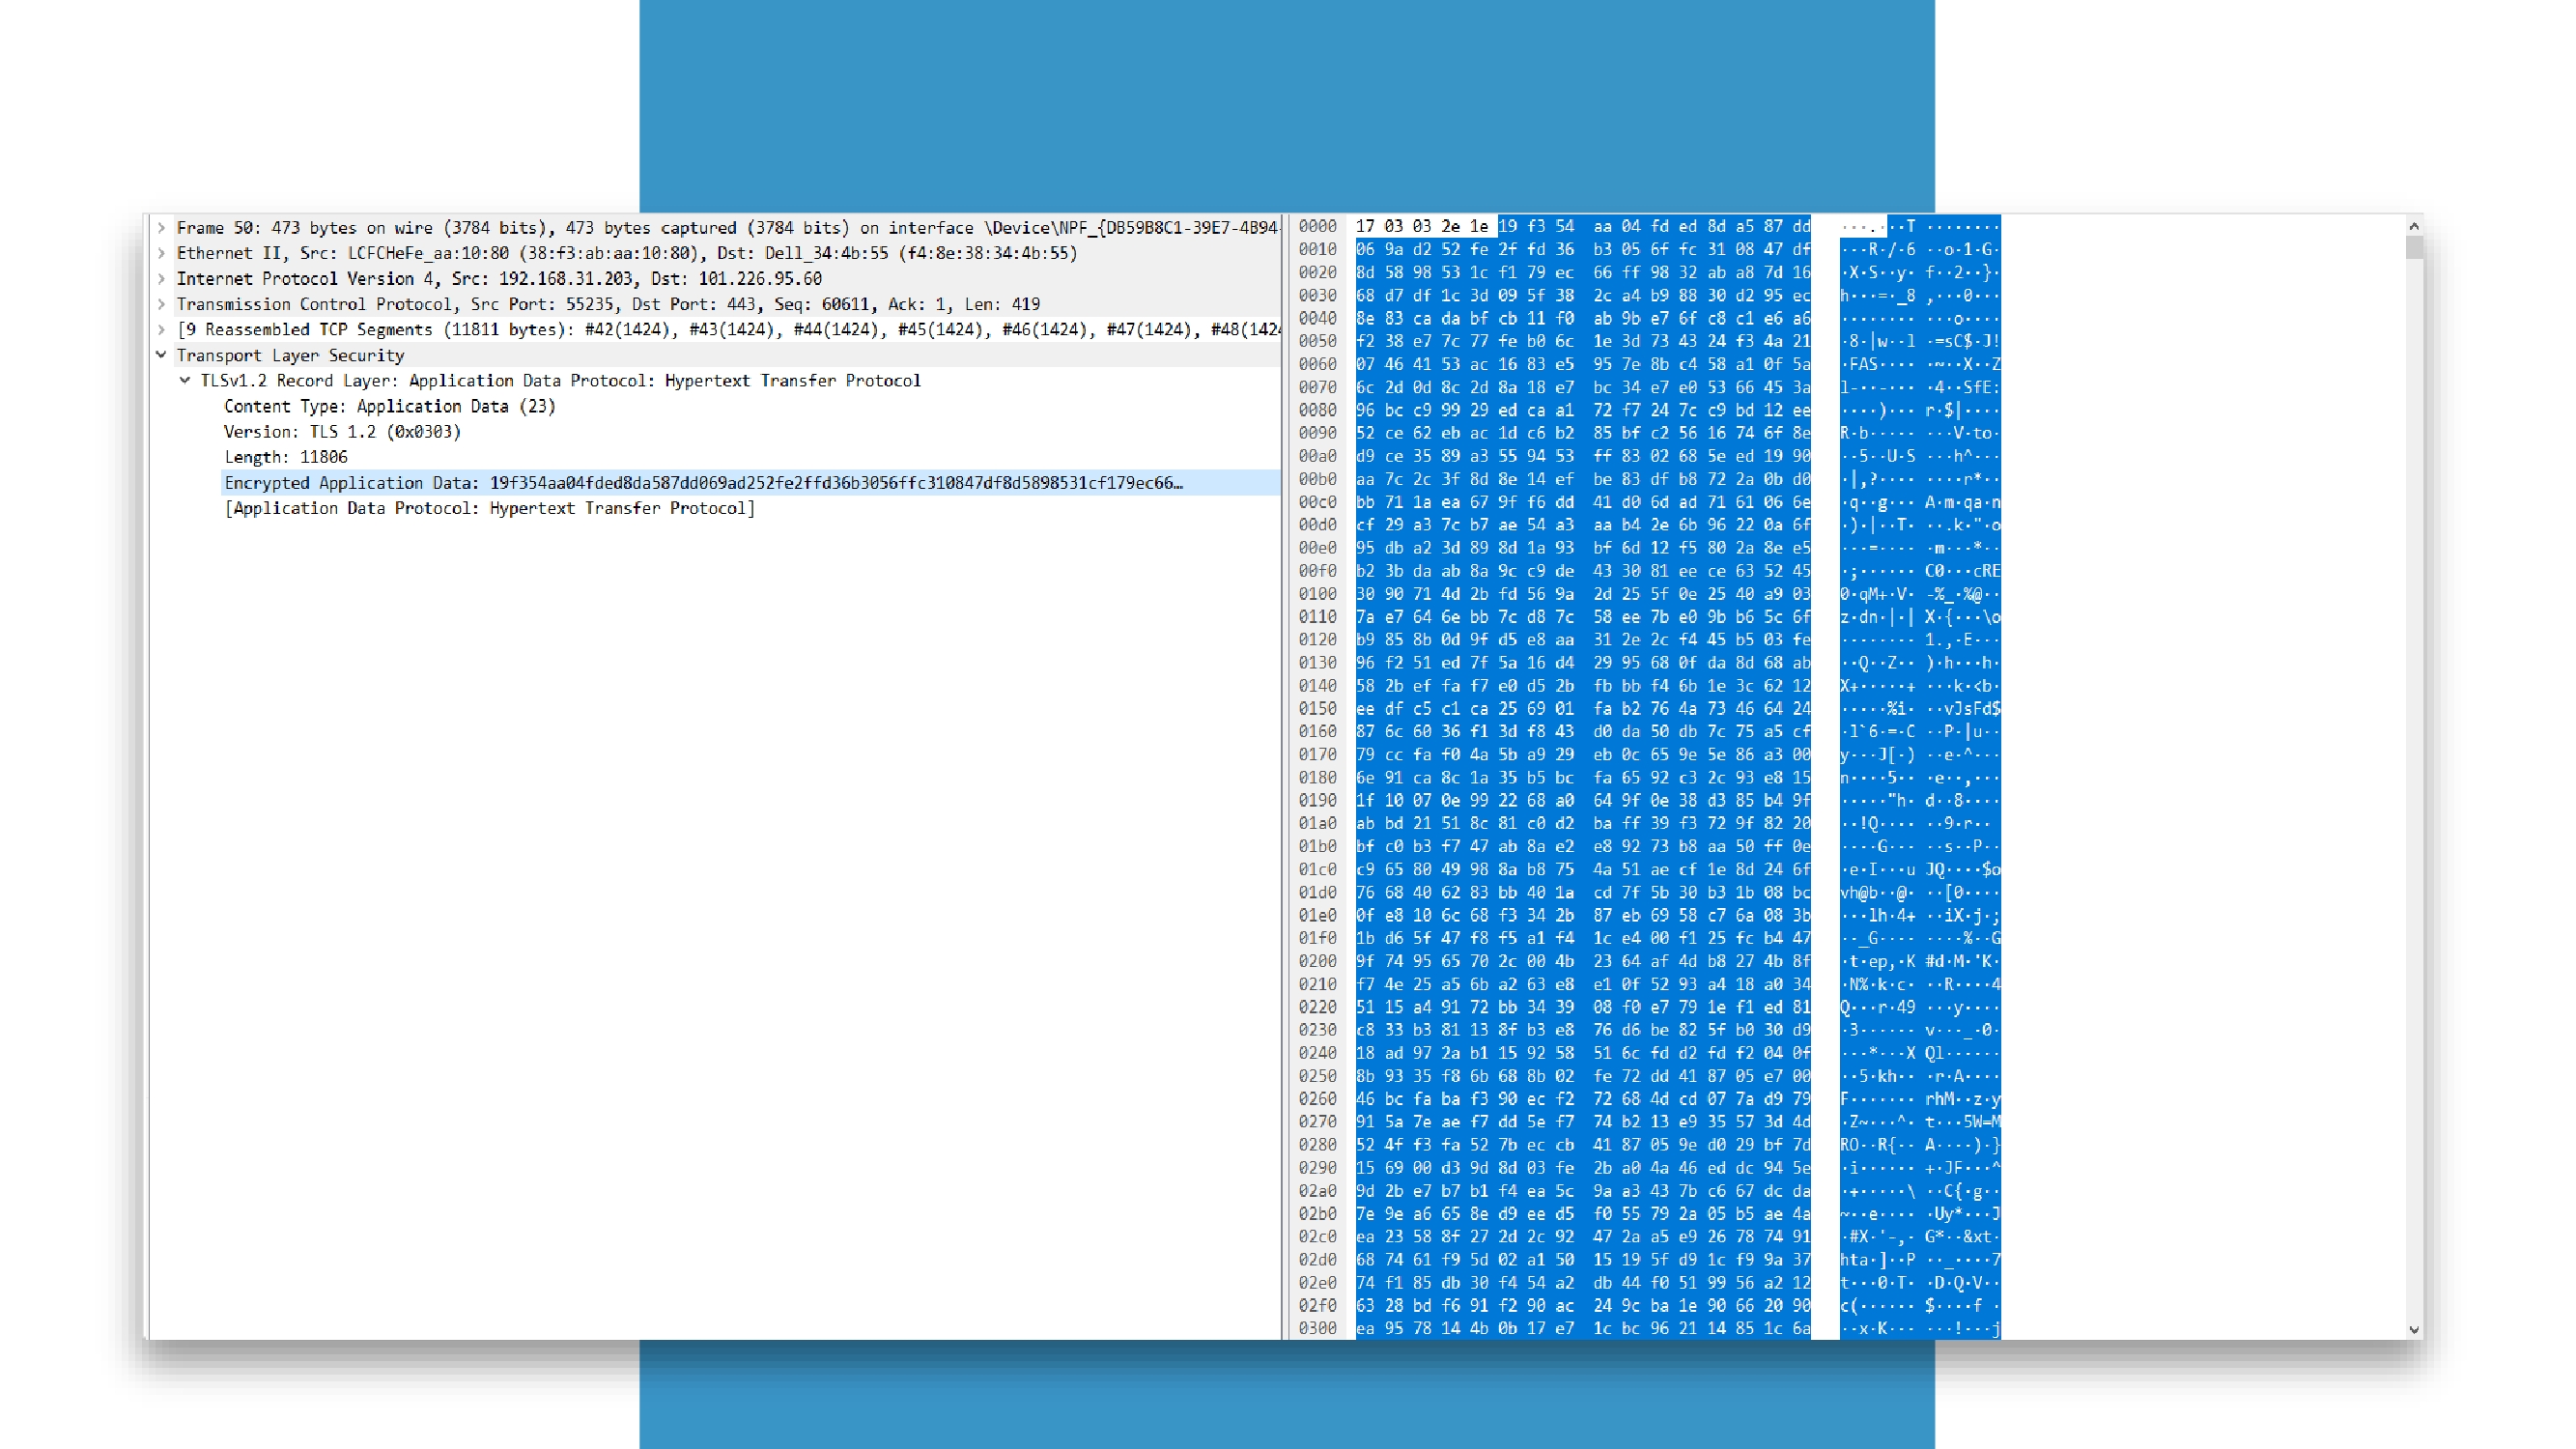 Frame 50: 473 bytes on wire (3784 bits), 473 bytes captured (3784 bits) on interface \Device\NPF_{DB59B8C1-39E7-4B94-
Ethernet II, Src: LCFCHeFe_aa:10:80 (38:f3:ab:aa:10:80), Dst: Dell_34:4b:55 (f4:8e:38:34:4b:55)
Internet Protocol Version 4, Src: 192.168.31.203, Dst: 101.226.95.60
Transmission Control Protocol, Src Port: 55235, Dst Port: 443, Seq: 60611, Ack: 1, Len: 419
[9 Reassembled TCP Segments (11811 bytes): #42(1424), #43(1424), #44(1424), #45(1424), #46(1424), #47(1424), #48(1424
Transport Layer Security
TLSv1.2 Record Layer: Application Data Protocol: Hypertext Transfer Protocol
Content Type: Application Data (23)
Version: TLS 1.2 (0x0303)
Length: 11806
Encrypted Application Data: 19f354aa04fded8da587dd069ad252fe2ffd36b3056ffc310847df8d5898531cf179ec66…
[Application Data Protocol: Hypertext Transfer Protocol]
0000 17 03 03 2e 1e 19 f3 54 aa 04 fd ed 8d a5 87 dd ···.···T ········
0010 06 9a d2 52 fe 2f fd 36 b3 05 6f fc 31 08 47 df ···R·/·6 ··o·1·G·
0020 8d 58 98 53 1c f1 79 ec 66 ff 98 32 ab a8 7d 16 ·X·S··y· f··2··}·
0030 68 d7 df 1c 3d 09 5f 38 2c a4 b9 88 30 d2 95 ec h···=·_8 ,···0···
0040 8e 83 ca da bf cb 11 f0 ab 9b e7 6f c8 c1 e6 a6 ········ ···o····
0050 f2 38 e7 7c 77 fe b0 6c 1e 3d 73 43 24 f3 4a 21 ·8·|w··l ·=sC$·J!
0060 07 46 41 53 ac 16 83 e5 95 7e 8b c4 58 a1 0f 5a ·FAS···· ·~··X··Z
0070 6c 2d 0d 8c 2d 8a 18 e7 bc 34 e7 e0 53 66 45 3a l-··-··· ·4··SfE:
0080 96 bc c9 99 29 ed ca a1 72 f7 24 7c c9 bd 12 ee ····)··· r·$|····
0090 52 ce 62 eb ac 1d c6 b2 85 bf c2 56 16 74 6f 8e R·b····· ···V·to·
00a0 d9 ce 35 89 a3 55 94 53 ff 83 02 68 5e ed 19 90 ··5··U·S ···h^···
00b0 aa 7c 2c 3f 8d 8e 14 ef be 83 df b8 72 2a 0b d0 ·|,?···· ····r*··
00c0 bb 71 1a ea 67 9f f6 dd 41 d0 6d ad 71 61 06 6e ·q··g··· A·m·qa·n
00d0 cf 29 a3 7c b7 ae 54 a3 aa b4 2e 6b 96 22 0a 6f ·)·|··T· ··.k·"·o
00e0 95 db a2 3d 89 8d 1a 93 bf 6d 12 f5 80 2a 8e e5 ···=···· ·m···*··
00f0 b2 3b da ab 8a 9c c9 de 43 30 81 ee ce 63 52 45 ·;······ C0···cRE
0100 30 90 71 4d 2b fd 56 9a 2d 25 5f 0e 25 40 a9 03 0·qM+·V· -%_·%@··
0110 7a e7 64 6e bb 7c d8 7c 58 ee 7b e0 9b b6 5c 6f z·dn·|·| X·{···\o
0120 b9 85 8b 0d 9f d5 e8 aa 31 2e 2c f4 45 b5 03 fe ········ 1.,·E···
0130 96 f2 51 ed 7f 5a 16 d4 29 95 68 0f da 8d 68 ab ··Q··Z·· )·h···h·
0140 58 2b ef fa f7 e0 d5 2b fb bb f4 6b 1e 3c 62 12 X+·····+ ···k·<b·
0150 ee df c5 c1 ca 25 69 01 fa b2 76 4a 73 46 64 24 ·····%i· ··vJsFd$
0160 87 6c 60 36 f1 3d f8 43 d0 da 50 db 7c 75 a5 cf ·l`6·=·C ··P·|u··
0170 79 cc fa f0 4a 5b a9 29 eb 0c 65 9e 5e 86 a3 00 y···J[·) ··e·^···
0180 6e 91 ca 8c 1a 35 b5 bc fa 65 92 c3 2c 93 e8 15 n····5·· ·e··,···
0190 1f 10 07 0e 99 22 68 a0 64 9f 0e 38 d3 85 b4 9f ·····"h· d··8····
01a0 ab bd 21 51 8c 81 c0 d2 ba ff 39 f3 72 9f 82 20 ··!Q···· ··9·r··
01b0 bf c0 b3 f7 47 ab 8a e2 e8 92 73 b8 aa 50 ff 0e ····G··· ··s··P··
01c0 c9 65 80 49 98 8a b8 75 4a 51 ae cf 1e 8d 24 6f ·e·I···u JQ····$o
01d0 76 68 40 62 83 bb 40 1a cd 7f 5b 30 b3 1b 08 bc vh@b··@· ··[0····
01e0 0f e8 10 6c 68 f3 34 2b 87 eb 69 58 c7 6a 08 3b ···lh·4+ ··iX·j·;
01f0 1b d6 5f 47 f8 f5 a1 f4 1c e4 00 f1 25 fc b4 47 ··_G···· ····%··G
0200 9f 74 95 65 70 2c 00 4b 23 64 af 4d b8 27 4b 8f ·t·ep,·K #d·M·'K·
0210 f7 4e 25 a5 6b a2 63 e8 e1 0f 52 93 a4 18 a0 34 ·N%·k·c· ··R····4
0220 51 15 a4 91 72 bb 34 39 08 f0 e7 79 1e f1 ed 81 Q···r·49 ···y····
0230 c8 33 b3 81 13 8f b3 e8 76 d6 be 82 5f b0 30 d9 ·3······ v···_·0·
0240 18 ad 97 2a b1 15 92 58 51 6c fd d2 fd f2 04 0f ···*···X Ql······
0250 8b 93 35 f8 6b 68 8b 02 fe 72 dd 41 87 05 e7 00 ··5·kh·· ·r·A····
0260 46 bc fa ba f3 90 ec f2 72 68 4d cd 07 7a d9 79 F······· rhM··z·y
0270 91 5a 7e ae f7 dd 5e f7 74 b2 13 e9 35 57 3d 4d ·Z~···^· t···5W=M
0280 52 4f f3 fa 52 7b ec cb 41 87 05 9e d0 29 bf 7d RO··R{·· A····)·}
0290 15 69 00 d3 9d 8d 03 fe 2b a0 4a 46 ed dc 94 5e ·i······ +·JF···^
02a0 9d 2b e7 b7 b1 f4 ea 5c 9a a3 43 7b c6 67 dc da ·+·····\ ··C{·g··
02b0 7e 9e a6 65 8e d9 ee d5 f0 55 79 2a 05 b5 ae 4a ~··e···· ·Uy*···J
02c0 ea 23 58 8f 27 2d 2c 92 47 2a a5 e9 26 78 74 91 ·#X·'-,· G*··&xt·
02d0 68 74 61 f9 5d 02 a1 50 15 19 5f d9 1c f9 9a 37 hta·]··P ··_····7
02e0 74 f1 85 db 30 f4 54 a2 db 44 f0 51 99 56 a2 12 t···0·T· ·D·Q·V··
02f0 63 28 bd f6 91 f2 90 ac 24 9c ba 1e 90 66 20 90 c(······ $····f ·
0300 ea 95 78 14 4b 0b 17 e7 1c bc 96 21 14 85 1c 6a ··x·K··· ···!···j